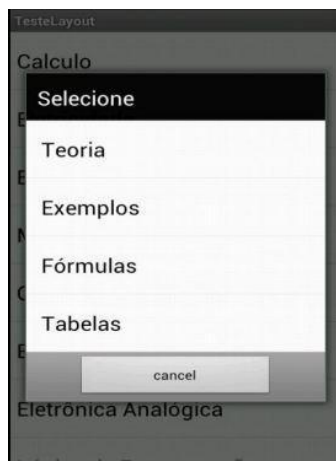 TesteLayout
Calculo
Selecione
Teoria
Exemplos
Fórmulas
Tabelas
cancel
Eletrônica Analógica